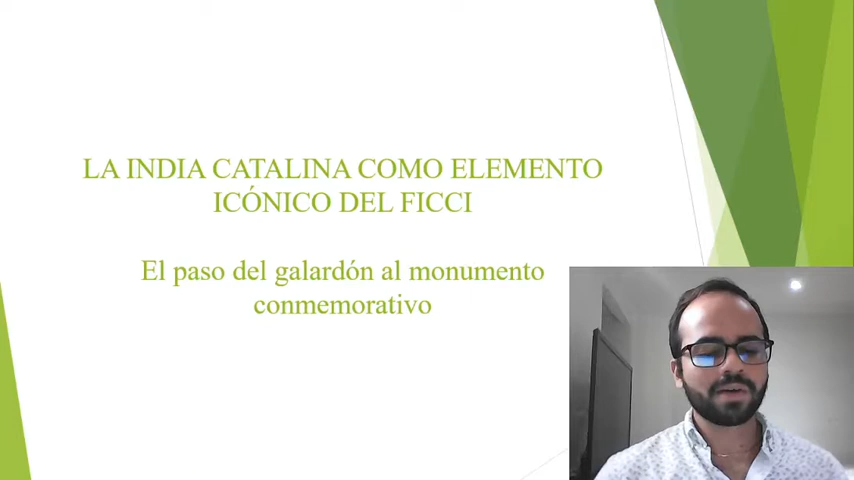 LA INDIA CATALINA COMO ELEMENTO
ICÓNICO DEL FICCI
El paso del galardón al monumento
conmemorativo